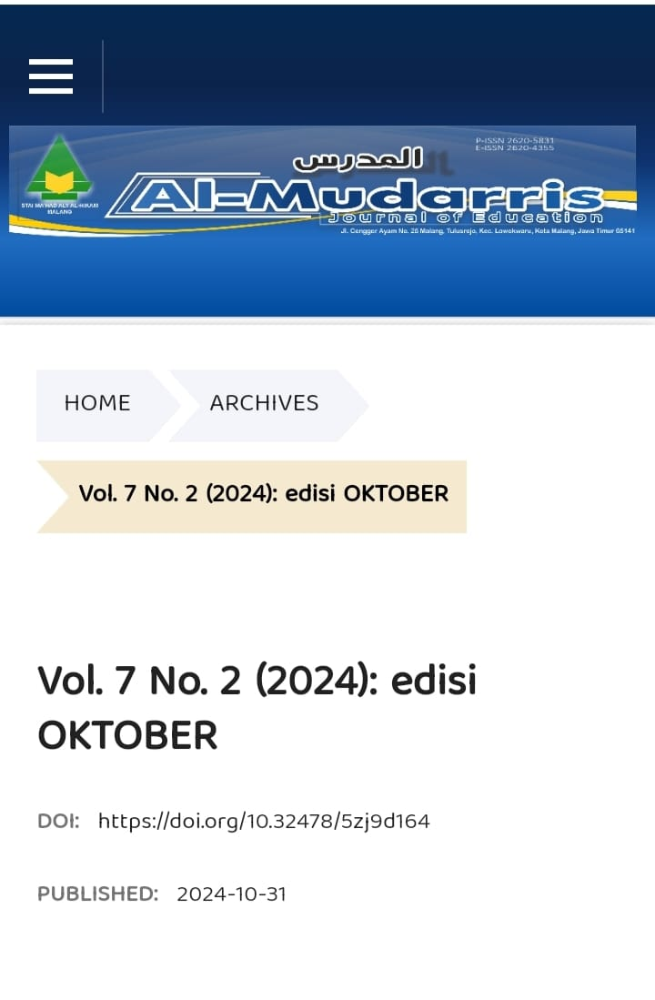 P-ISSN 2620-5831
E-ISSN 2620-4355
المدرس
Al-Mudarris
Journal of Education
STAI MA'HAD ALY AL-HIKAM
MALANG
Jl. Cengger Ayam No. 25 Malang, Tulusrejo, Kec. Lowokwaru, Kota Malang, Jawa Timur 65141
HOME
ARCHIVES
Vol. 7 No. 2 (2024): edisi OKTOBER
Vol. 7 No. 2 (2024): edisi
OKTOBER
DOI: https://doi.org/10.32478/5zj9d164
PUBLISHED: 2024-10-31